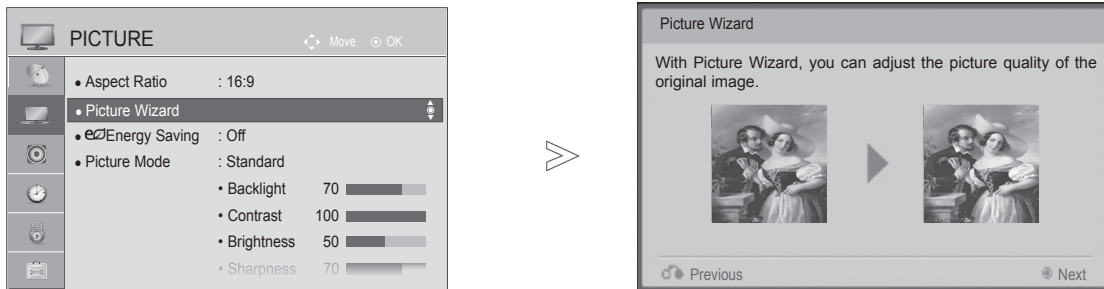 PICTURE
Move
OK
• Aspect Ratio : 16:9
• Picture Wizard
• eco Energy Saving : Off
• Picture Mode : Standard
• Backlight 70
• Contrast 100
• Brightness 50
• Sharpness 70
Picture Wizard
With Picture Wizard, you can adjust the picture quality of the
original image.
Previous
Next